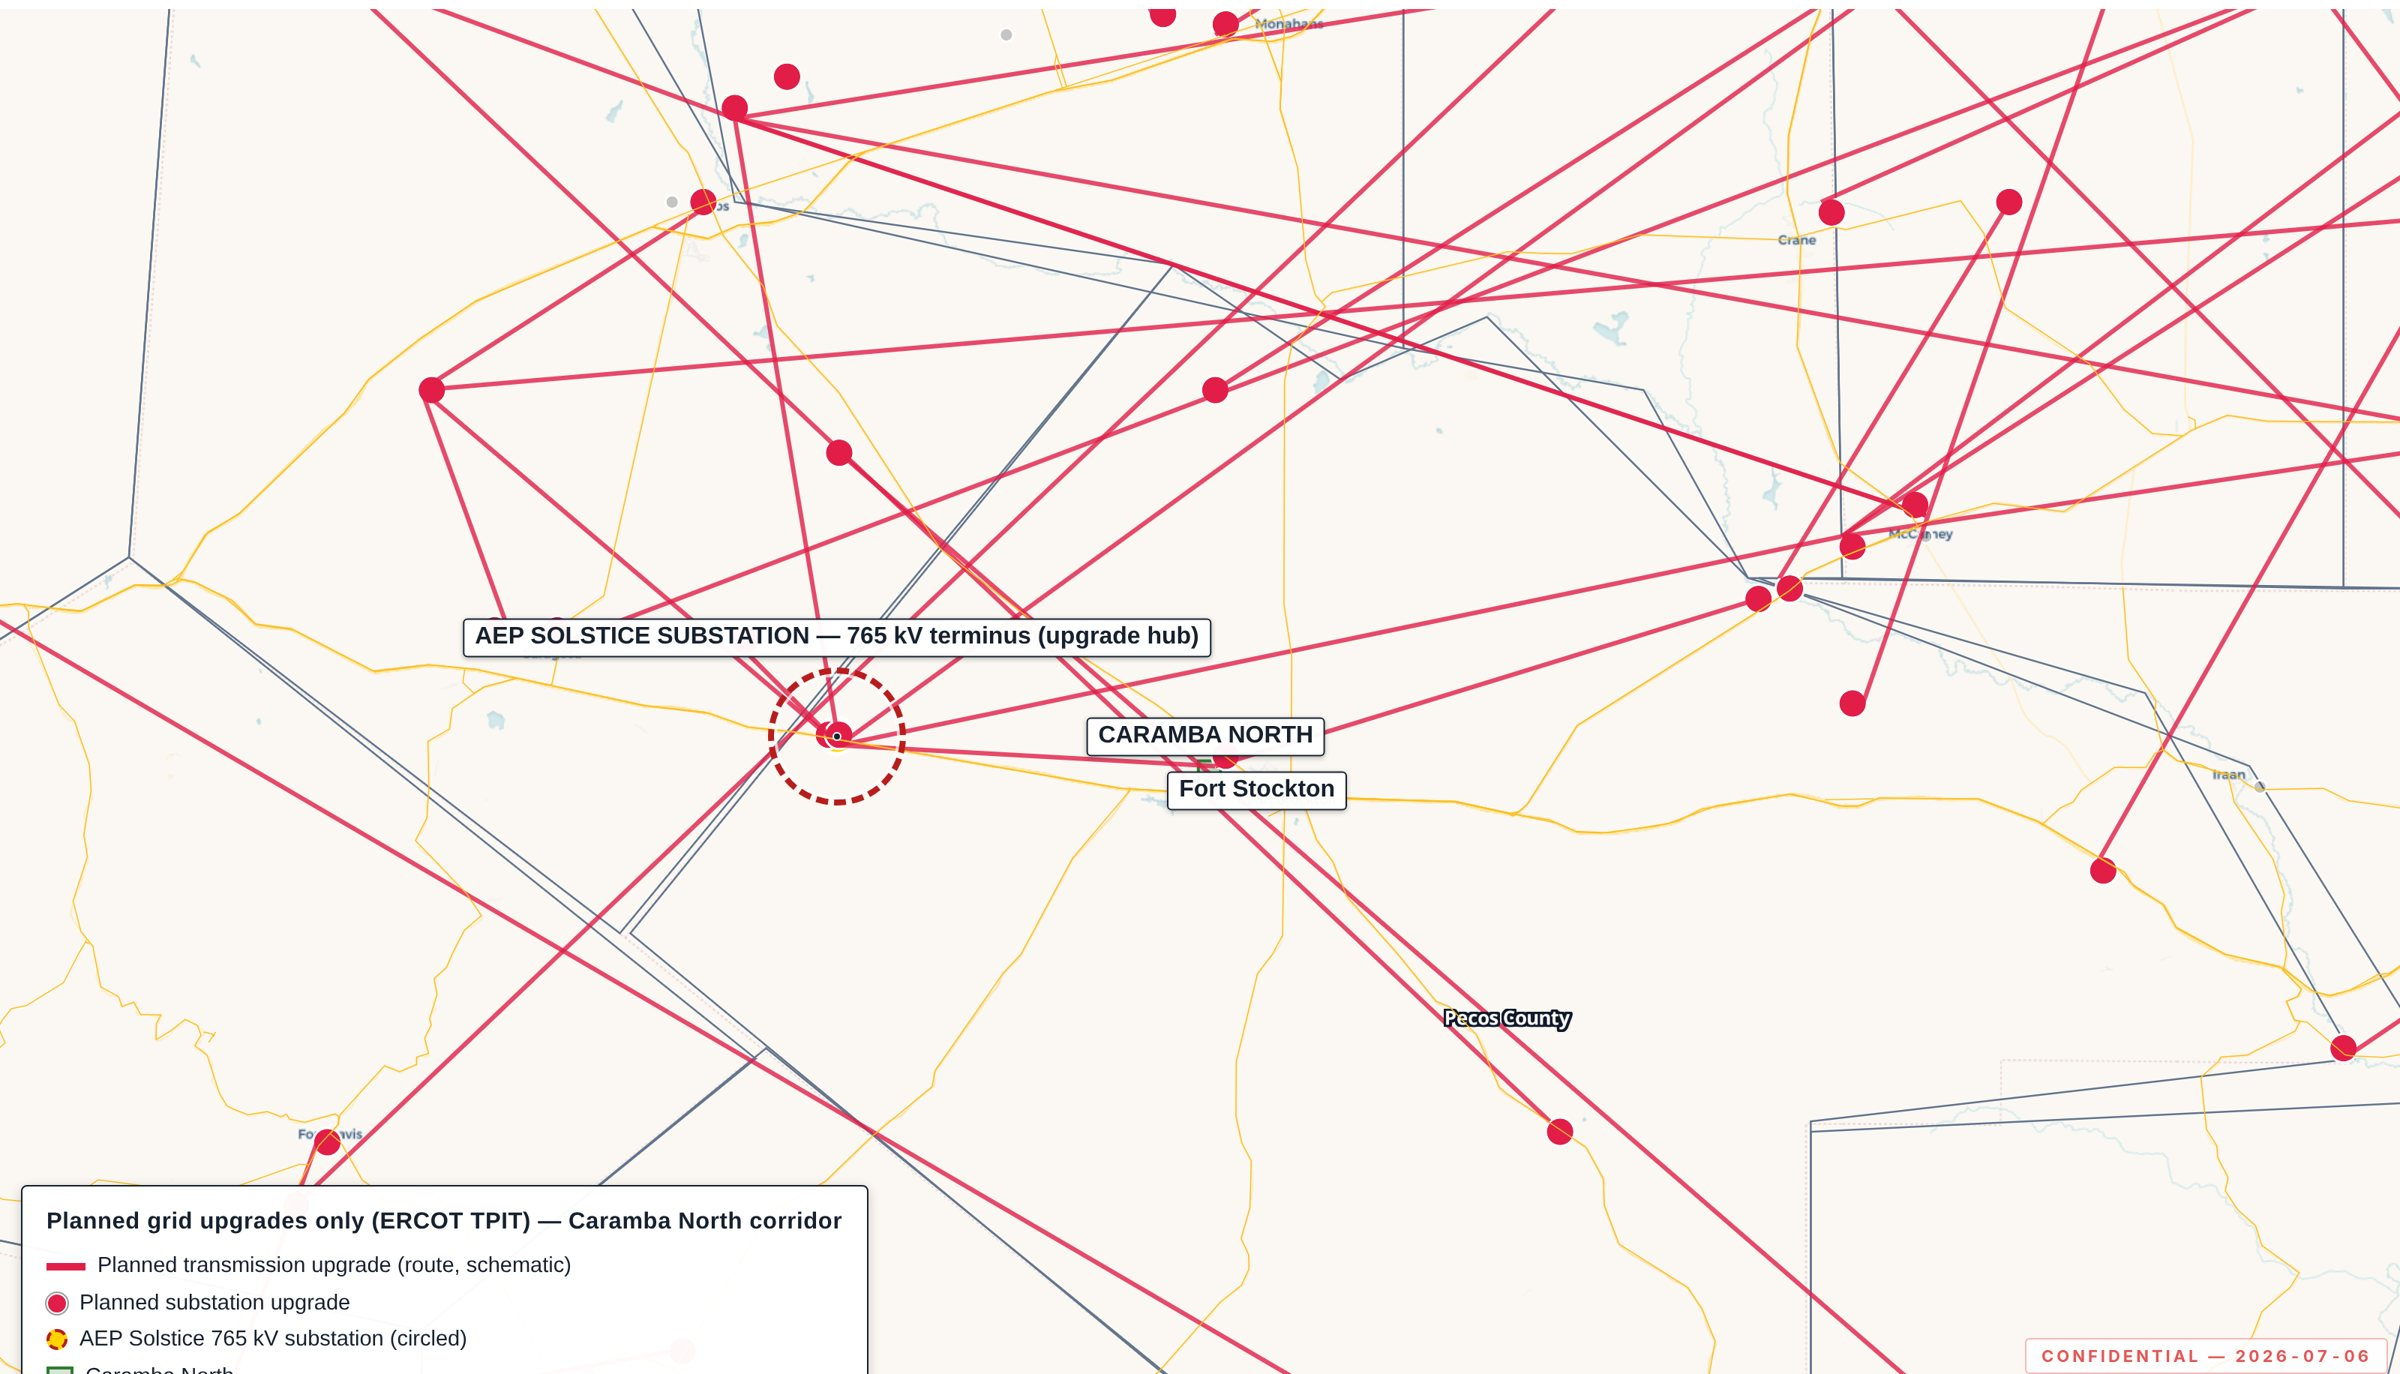 Monahans
Crane
McCamey
AEP SOLSTICE SUBSTATION — 765 kV terminus (upgrade hub)
CARAMBA NORTH
Iraan
Fort Stockton
Pecos County
Planned grid upgrades only (ERCOT TPIT) — Caramba North corridor
Planned transmission upgrade (route, schematic)
Planned substation upgrade
AEP Solstice 765 kV substation (circled)
Caramba North
CONFIDENTIAL — 2026-07-06